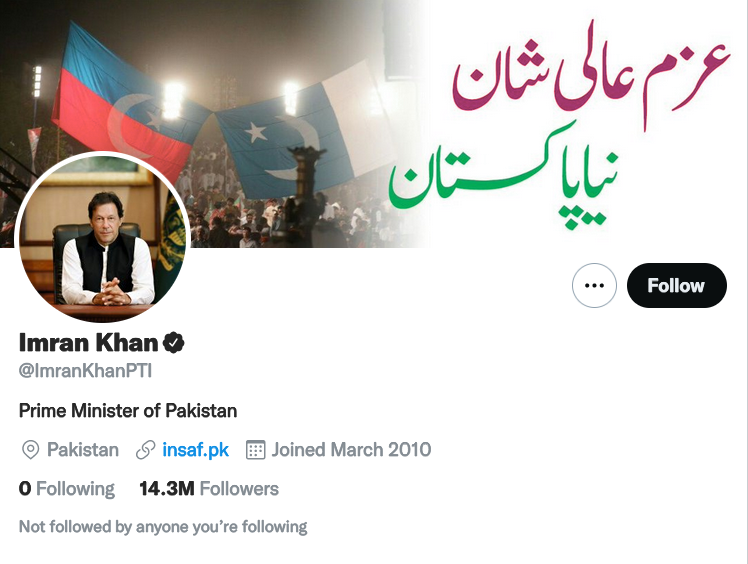 عزم عالی شان
نیا پاکستان
Follow
Imran Khan
@ImranKhanPTI
Prime Minister of Pakistan
Pakistan insaf.pk Joined March 2010
0 Following 14.3M Followers
Not followed by anyone you’re following